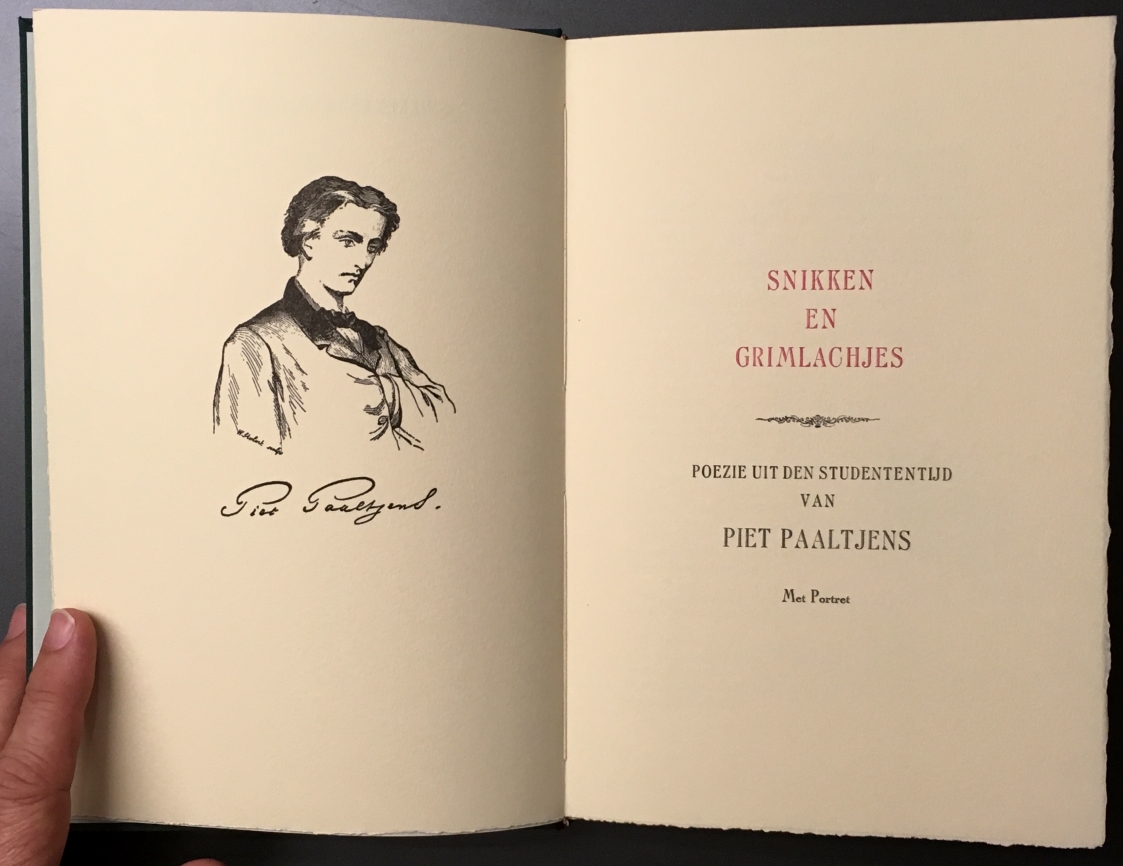 Piet Paaltjens.
SNIKKEN
EN
GRIMLACHJES
POEZIE UIT DEN STUDENTENTIJD
VAN
PIET PAALTJENS
Met Portret